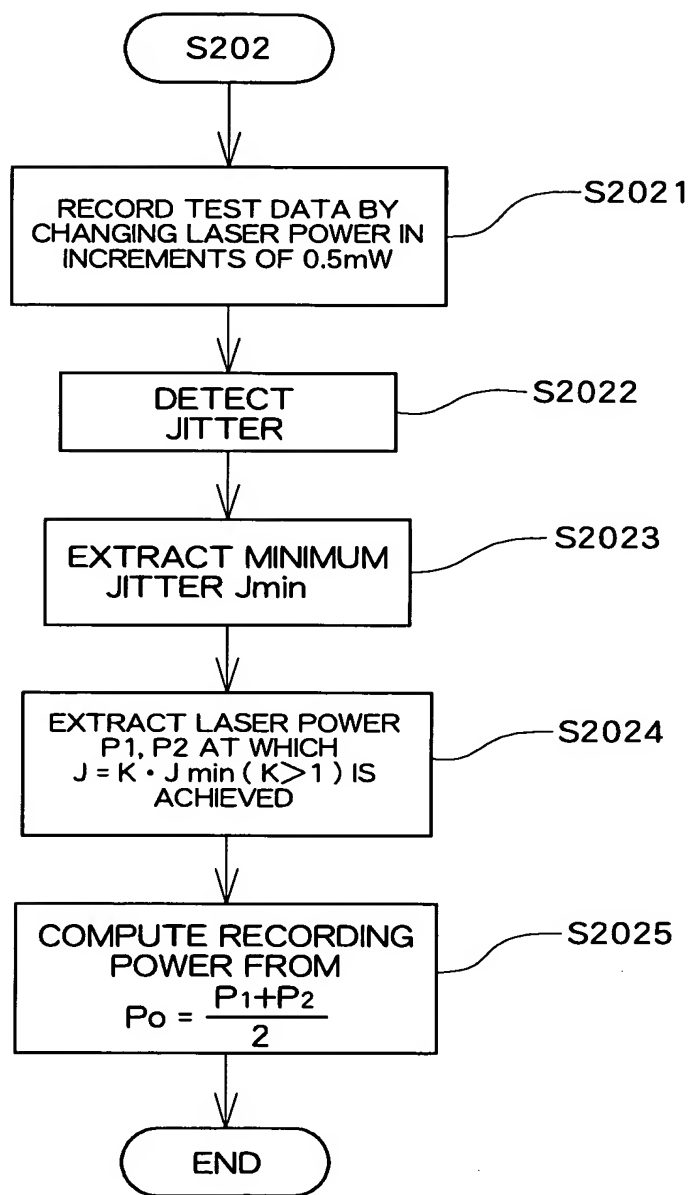 S202
RECORD TEST DATA BY
CHANGING LASER POWER IN
INCREMENTS OF 0.5mW
S2021
DETECT
JITTER
S2022
EXTRACT MINIMUM
JITTER Jmin
S2023
EXTRACT LASER POWER
P1, P2 AT WHICH
J = K · J min ( K > 1 ) IS
ACHIEVED
S2024
COMPUTE RECORDING
POWER FROM
Po = P1+P2
2
S2025
END